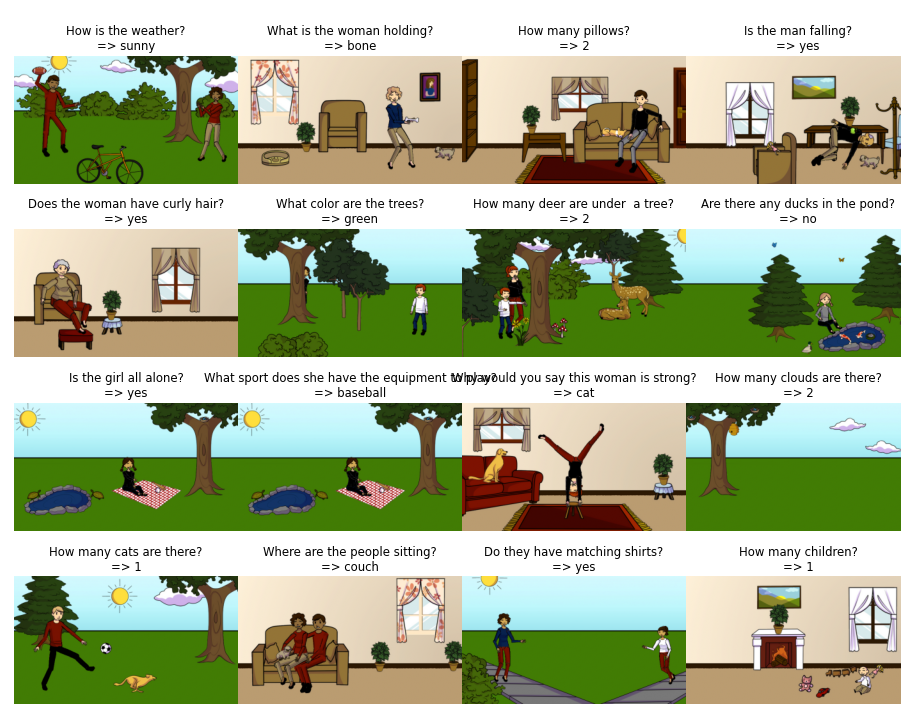 How is the weather?
=> sunny
What is the woman holding?
=> bone
How many pillows?
=> 2
Is the man falling?
=> yes
Does the woman have curly hair?
=> yes
What color are the trees?
=> green
How many deer are under  a tree?
=> 2
Are there any ducks in the pond?
=> no
Is the girl all alone?
=> yes
What sport does she have the equipment to play?
=> baseball
Why would you say this woman is strong?
=> cat
How many clouds are there?
=> 2
How many cats are there?
=> 1
Where are the people sitting?
=> couch
Do they have matching shirts?
=> yes
How many children?
=> 1